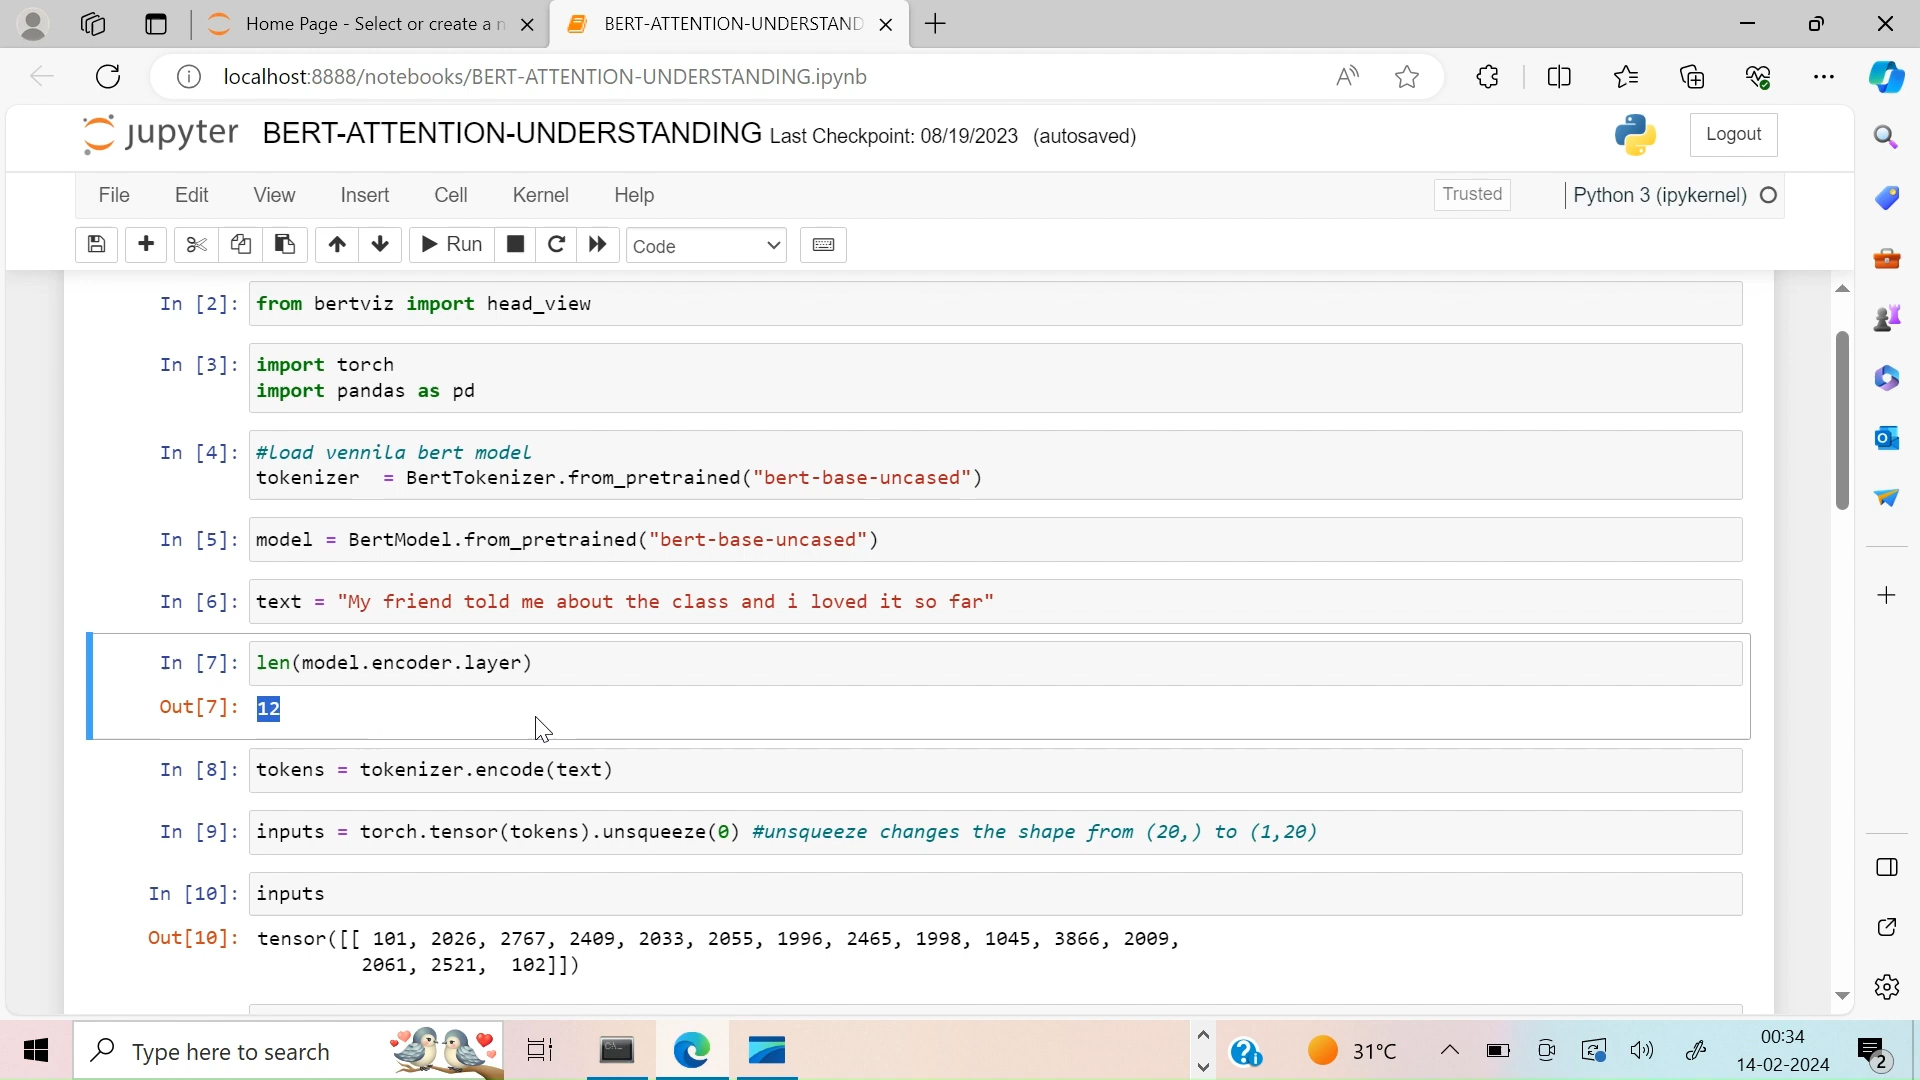 Home Page - Select or create a n
BERT-ATTENTION-UNDERSTAND
localhost:8888/notebooks/BERT-ATTENTION-UNDERSTANDING.ipynb
jupyter BERT-ATTENTION-UNDERSTANDING Last Checkpoint: 08/19/2023 (autosaved)
Logout
File Edit View Insert Cell Kernel Help
Trusted
Python 3 (ipykernel)
Run
Code
In [2]: from bertviz import head_view
In [3]: import torch
import pandas as pd
In [4]: #load vennila bert model
tokenizer  = BertTokenizer.from_pretrained("bert-base-uncased")
In [5]: model = BertModel.from_pretrained("bert-base-uncased")
In [6]: text = "My friend told me about the class and i loved it so far"
In [7]: len(model.encoder.layer)
Out[7]: 12
In [8]: tokens = tokenizer.encode(text)
In [9]: inputs = torch.tensor(tokens).unsqueeze(0) #unsqueeze changes the shape from (20,) to (1,20)
In [10]: inputs
Out[10]: tensor([[ 101, 2026, 2767, 2409, 2033, 2055, 1996, 2465, 1998, 1045, 3866, 2009,
2061, 2521,  102]])
Type here to search
31°C
00:34
14-02-2024
2